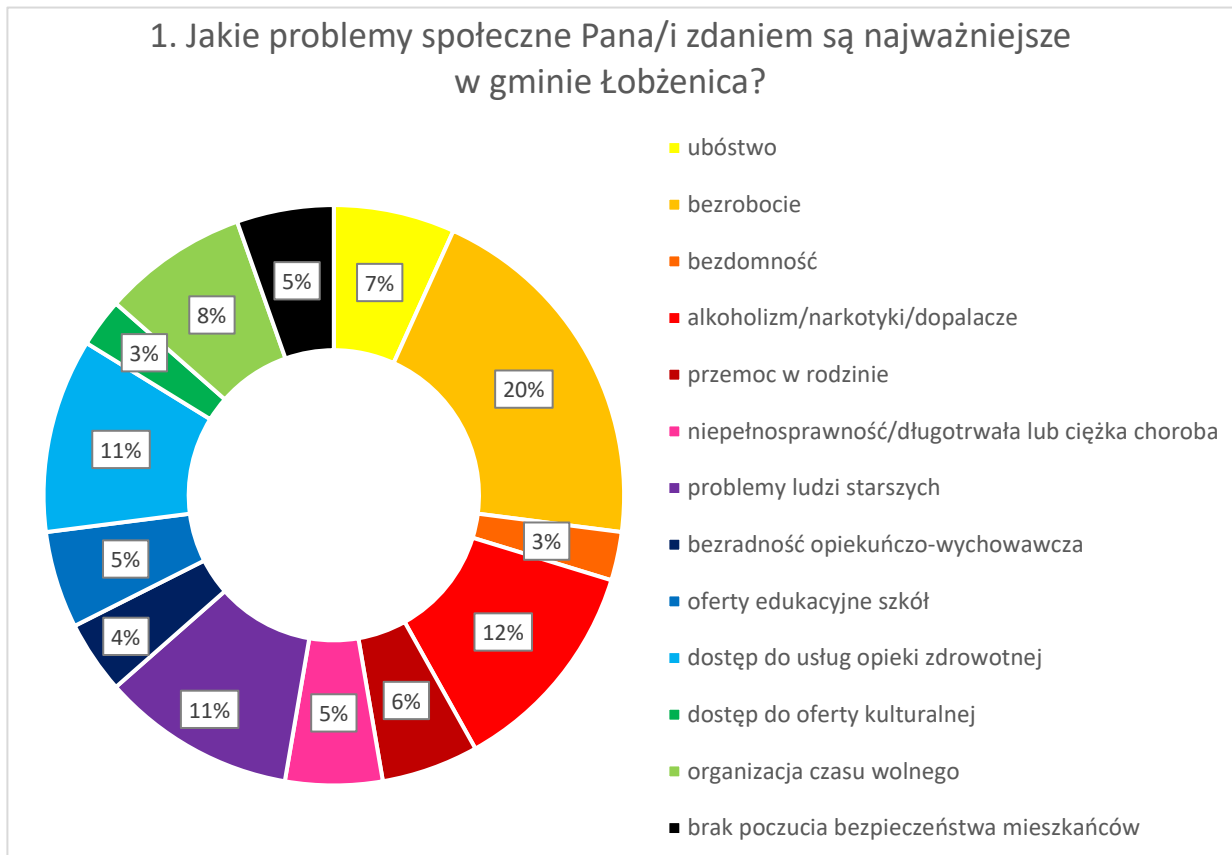 1. Jakie problemy społeczne Pana/i zdaniem są najważniejsze
w gminie Łobżenica?
5%
7%
8%
3%
20%
11%
3%
5%
12%
4%
6%
11%
5%
ubóstwo
bezrobocie
bezdomność
alkoholizm/narkotyki/dopalacze
przemoc w rodzinie
niepełnosprawność/długotrwała lub ciężka choroba
problemy ludzi starszych
bezradność opiekuńczo-wychowawcza
oferty edukacyjne szkół
dostęp do usług opieki zdrowotnej
dostęp do oferty kulturalnej
organizacja czasu wolnego
brak poczucia bezpieczeństwa mieszkańców